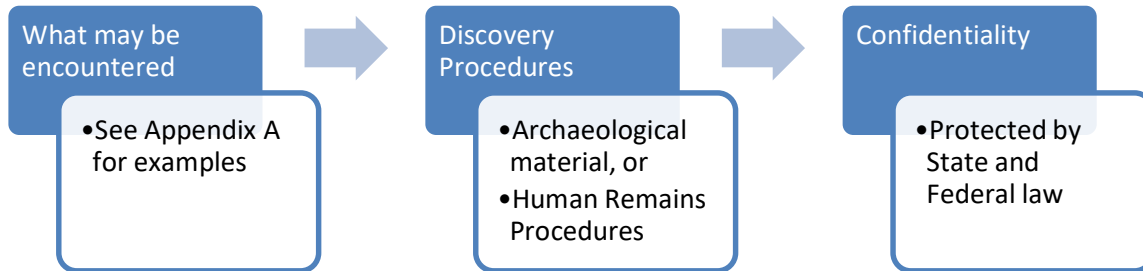 What may be
encountered
•See Appendix A
for examples
Discovery
Procedures
•Archaeological
material, or
•Human Remains
Procedures
Confidentiality
•Protected by
State and
Federal law